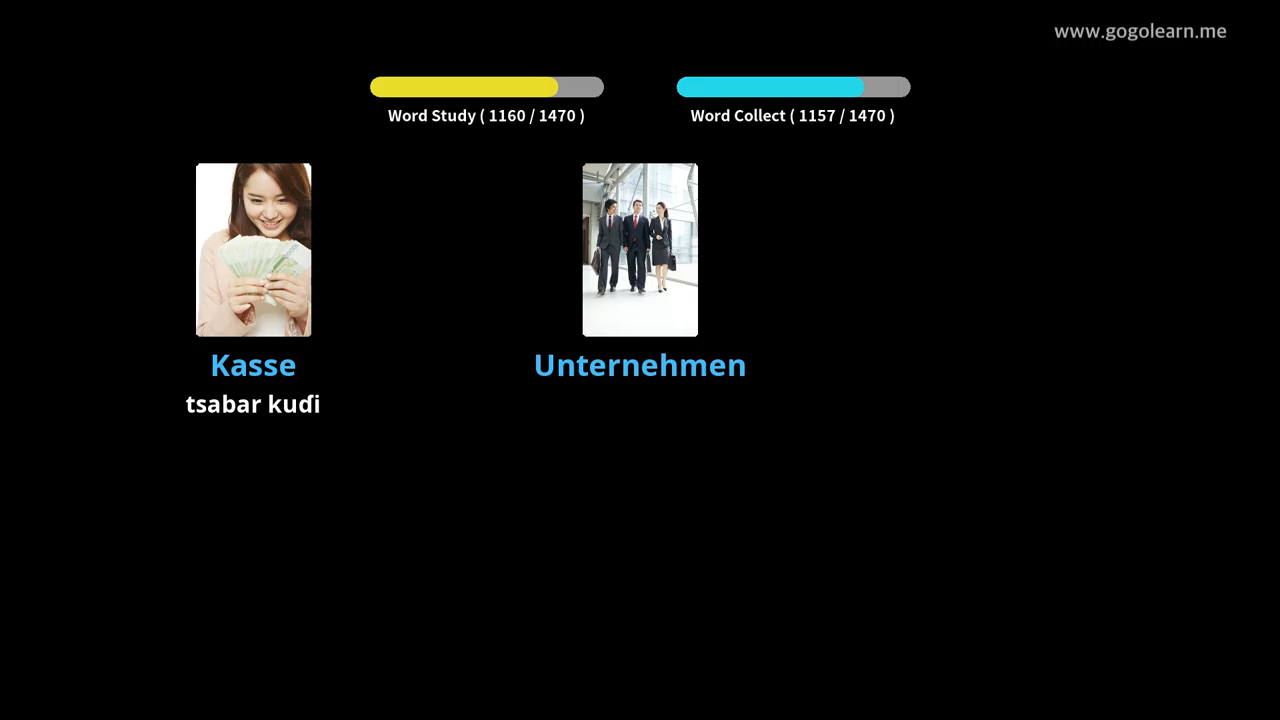 www.gogolearn.me
Word Study ( 1160 / 1470 )
Word Collect ( 1157 / 1470 )
Kasse
tsabar kuɗi
Unternehmen